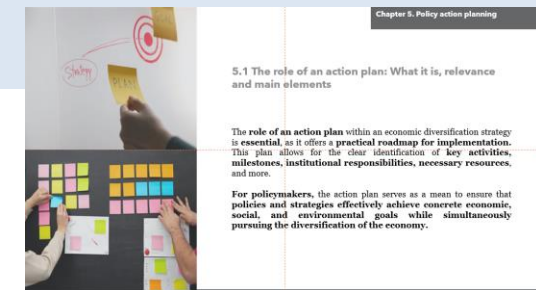 Chapter 5. Policy action planning
Strategy
PLAN
5.1 The role of an action plan: What it is, relevance
and main elements
The role of an action plan within an economic diversification strategy
is essential, as it offers a practical roadmap for implementation.
This plan allows for the clear identification of key activities,
milestones, institutional responsibilities, necessary resources,
and more.
For policymakers, the action plan serves as a mean to ensure that
policies and strategies effectively achieve concrete economic,
social, and environmental goals while simultaneously
pursuing the diversification of the economy.